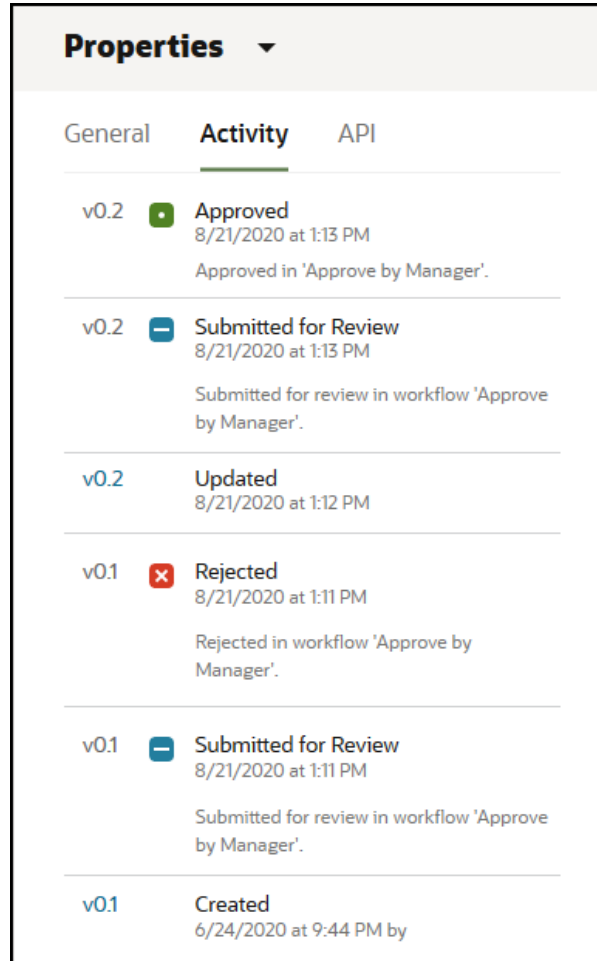 Properties
General Activity API
v0.2 Approved
8/21/2020 at 1:13 PM
Approved in 'Approve by Manager'.
v0.2 Submitted for Review
8/21/2020 at 1:13 PM
Submitted for review in workflow 'Approve
by Manager'.
v0.2 Updated
8/21/2020 at 1:12 PM
v0.1 Rejected
8/21/2020 at 1:11 PM
Rejected in workflow 'Approve by
Manager'.
v0.1 Submitted for Review
8/21/2020 at 1:11 PM
Submitted for review in workflow 'Approve
by Manager'.
v0.1 Created
6/24/2020 at 9:44 PM by